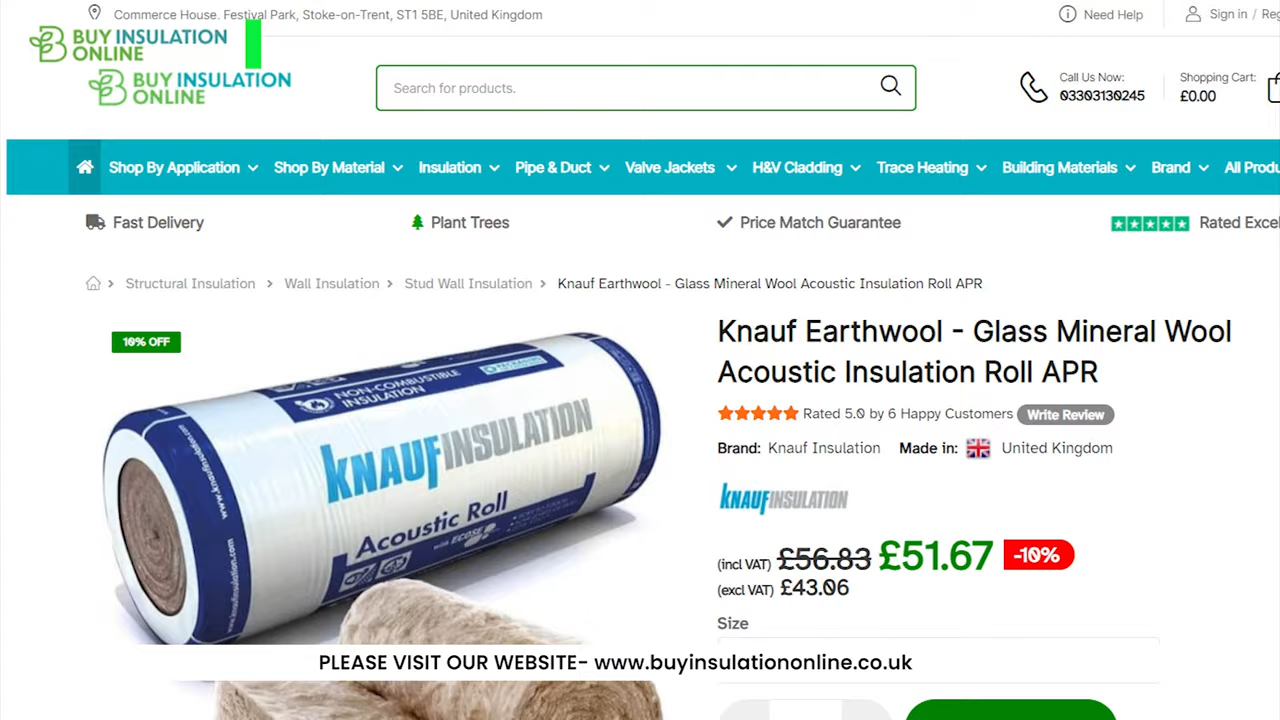 Commerce House. Festival Park, Stoke-on-Trent, ST1 5BE, United Kingdom
Need Help
Sign in / Reg
BUY INSULATION
ONLINE
BUY INSULATION
ONLINE
Search for products.
Call Us Now:
03303130245
Shopping Cart:
£0.00
Shop By Application
Shop By Material
Insulation
Pipe & Duct
Valve Jackets
H&V Cladding
Trace Heating
Building Materials
Brand
All Produ
Fast Delivery
Plant Trees
Price Match Guarantee
Rated Excel
Structural Insulation > Wall Insulation > Stud Wall Insulation > Knauf Earthwool - Glass Mineral Wool Acoustic Insulation Roll APR
10% OFF
NON-COMBUSTIBLE
INSULATION
KNAUFINSULATION
Acoustic Roll
with ECOSE
www.knaufinsulation.com
Knauf Earthwool - Glass Mineral Wool
Acoustic Insulation Roll APR
Rated 5.0 by 6 Happy Customers Write Review
Brand: Knauf Insulation Made in: United Kingdom
KNAUFINSULATION
(incl VAT) £56.83 £51.67 -10%
(excl VAT) £43.06
Size
PLEASE VISIT OUR WEBSITE- www.buyinsulationonline.co.uk